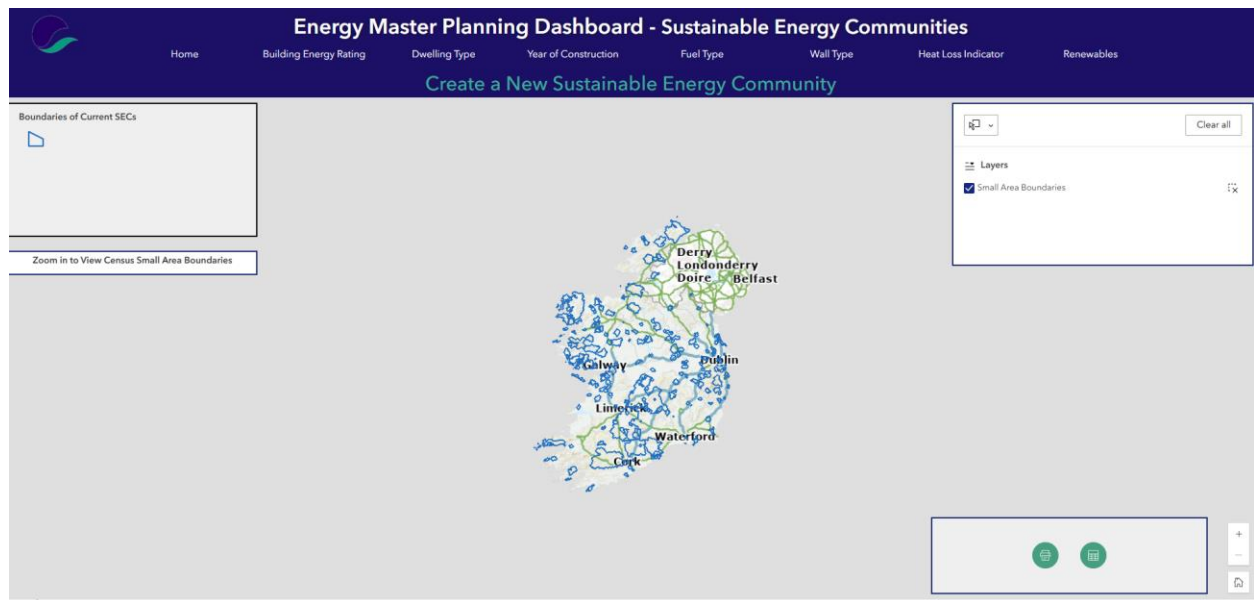 Energy Master Planning Dashboard - Sustainable Energy Communities
Home Building Energy Rating Dwelling Type Year of Construction Fuel Type Wall Type Heat Loss Indicator Renewables
Create a New Sustainable Energy Community
Boundaries of Current SECs
Clear all
Layers
Small Area Boundaries
Zoom in to View Census Small Area Boundaries
Derry
Londonderry
Doire
Belfast
Galway
Dublin
Limerick
Waterford
Cork